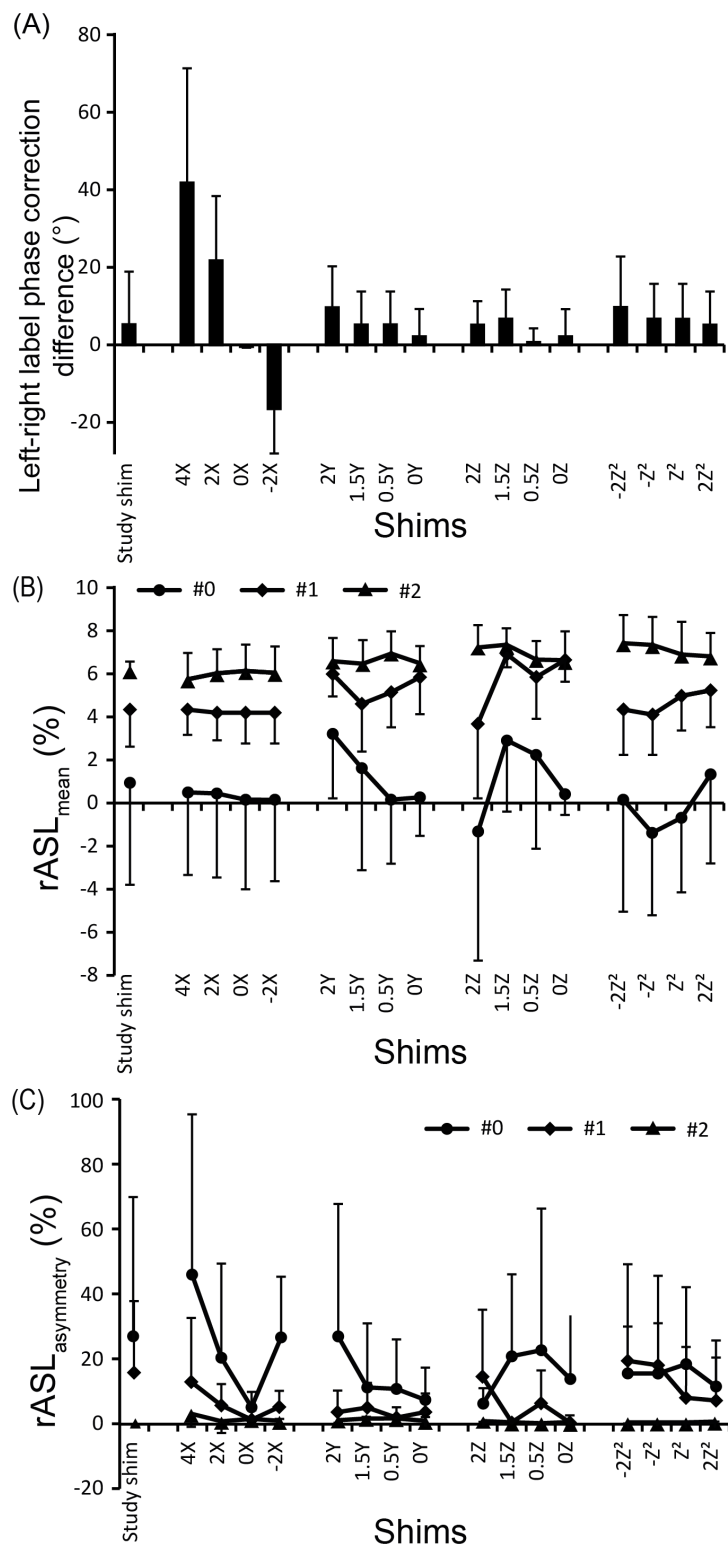 (A)
Left-right label phase correction
difference (°)
80
60
40
20
0
-20
Study shim
4X
2X
0X
-2X
2Y
1.5Y
0.5Y
0Y
2Z
1.5Z
0.5Z
0Z
-2Z²
-Z²
Z²
2Z²
Shims
(B)
#0 #1 #2
rASLmean (%)
10
8
6
4
2
0
-2
-4
-6
-8
Study shim
4X
2X
0X
-2X
2Y
1.5Y
0.5Y
0Y
2Z
1.5Z
0.5Z
0Z
-2Z²
-Z²
Z²
2Z²
Shims
(C)
#0 #1 #2
rASLasymmetry (%)
100
80
60
40
20
0
-20
Study shim
4X
2X
0X
-2X
2Y
1.5Y
0.5Y
0Y
2Z
1.5Z
0.5Z
0Z
-2Z²
-Z²
Z²
2Z²
Shims